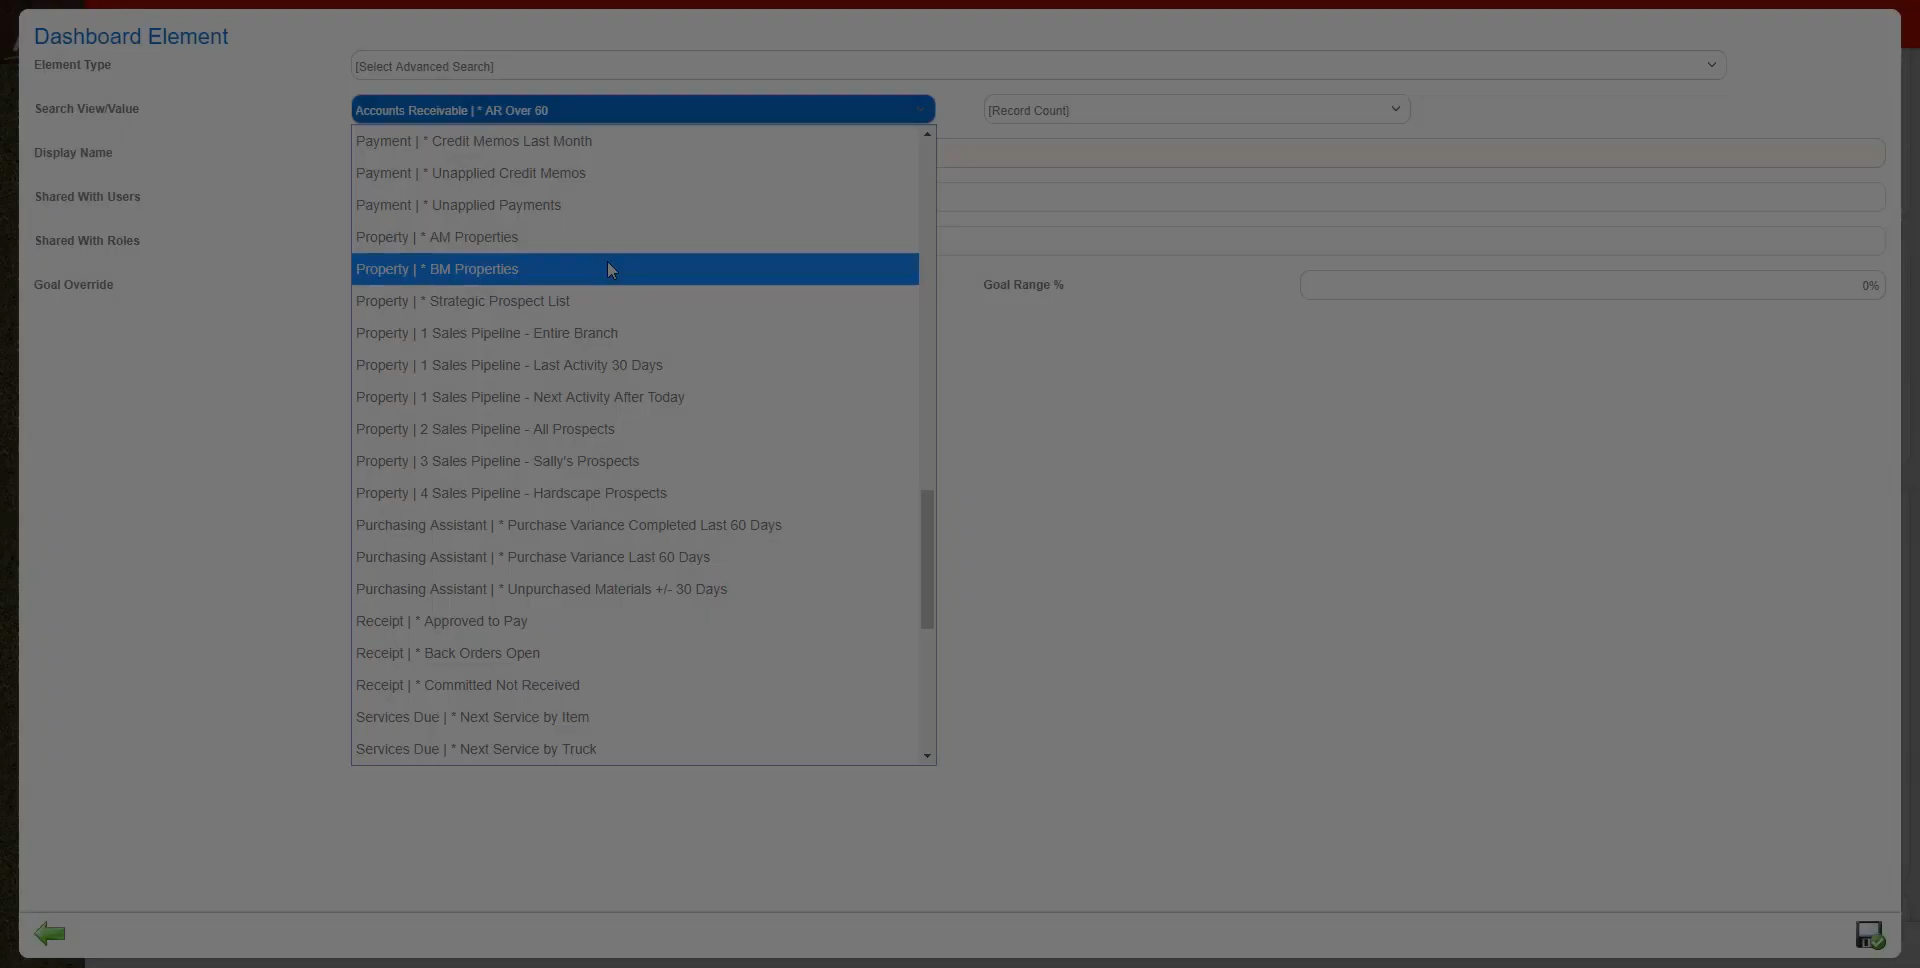 Dashboard Element
Element Type
[Select Advanced Search]
Search View/Value
Accounts Receivable | * AR Over 60
[Record Count]
Display Name
Shared With Users
Shared With Roles
Goal Override
Goal Range %
0%
Payment | * Credit Memos Last Month
Payment | * Unapplied Credit Memos
Payment | * Unapplied Payments
Property | * AM Properties
Property | * BM Properties
Property | * Strategic Prospect List
Property | 1 Sales Pipeline - Entire Branch
Property | 1 Sales Pipeline - Last Activity 30 Days
Property | 1 Sales Pipeline - Next Activity After Today
Property | 2 Sales Pipeline - All Prospects
Property | 3 Sales Pipeline - Sally's Prospects
Property | 4 Sales Pipeline - Hardscape Prospects
Purchasing Assistant | * Purchase Variance Completed Last 60 Days
Purchasing Assistant | * Purchase Variance Last 60 Days
Purchasing Assistant | * Unpurchased Materials +/- 30 Days
Receipt | * Approved to Pay
Receipt | * Back Orders Open
Receipt | * Committed Not Received
Services Due | * Next Service by Item
Services Due | * Next Service by Truck